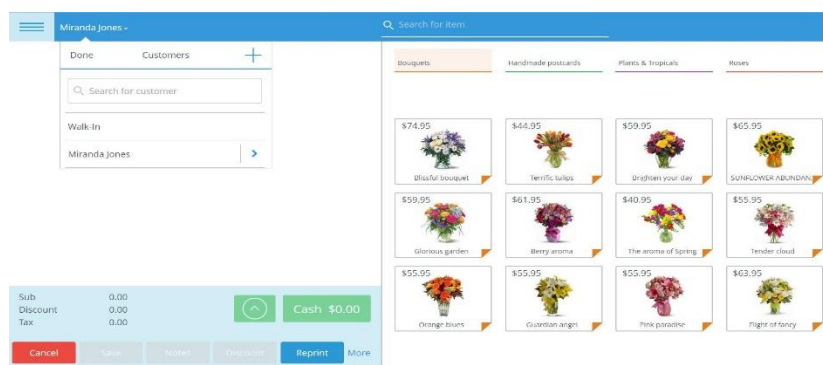 Miranda Jones
Search for item
Done Customers
Search for customer
Walk-In
Miranda Jones
Sub 0.00
Discount 0.00
Tax 0.00
Cash $0.00
Cancel Save Notes Discount Reprint More
Bouquets Handmade postcards Plants & Tropicals Roses
$74.95 $44.95 $59.95 $65.95
Blissful bouquet Terrific tulips Brighten your day SUNFLOWER ABUNDAN
$59.95 $61.95 $40.95 $55.95
Glorious garden Berry aroma The aroma of Spring Tender cloud
$55.95 $55.95 $55.95 $63.95
Orange blues Guardian angel Pink paradise Flight of fancy